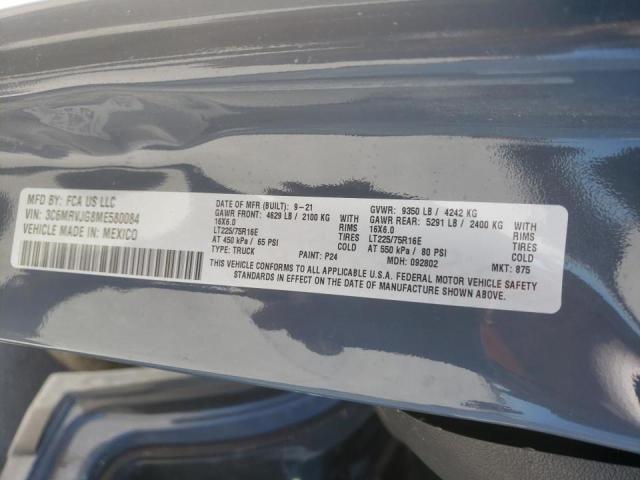 MFD BY: FCA US LLC
VIN: 3C6MRVJG8ME580084
VEHICLE MADE IN: MEXICO
DATE OF MFR (BUILT): 9-21
GAWR FRONT: 4629 LB / 2100 KG WITH
16X6.0 RIMS
LT225/75R16E TIRES
AT 450 kPa / 65 PSI COLD
TYPE: TRUCK PAINT: P24
GVWR: 9350 LB / 4242 KG
GAWR REAR: 5291 LB / 2400 KG WITH
16X6.0 RIMS
LT225/75R16E TIRES
AT 550 kPa / 80 PSI COLD
MDH: 092802 MKT: 875
THIS VEHICLE CONFORMS TO ALL APPLICABLE U.S.A. FEDERAL MOTOR VEHICLE SAFETY
STANDARDS IN EFFECT ON THE DATE OF MANUFACTURE SHOWN ABOVE.